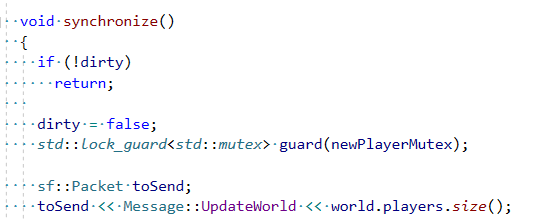 void synchronize()
{
if (!dirty)
return;
dirty = false;
std::lock_guard<std::mutex> guard(newPlayerMutex);
sf::Packet toSend;
toSend << Message::UpdateWorld << world.players.size();